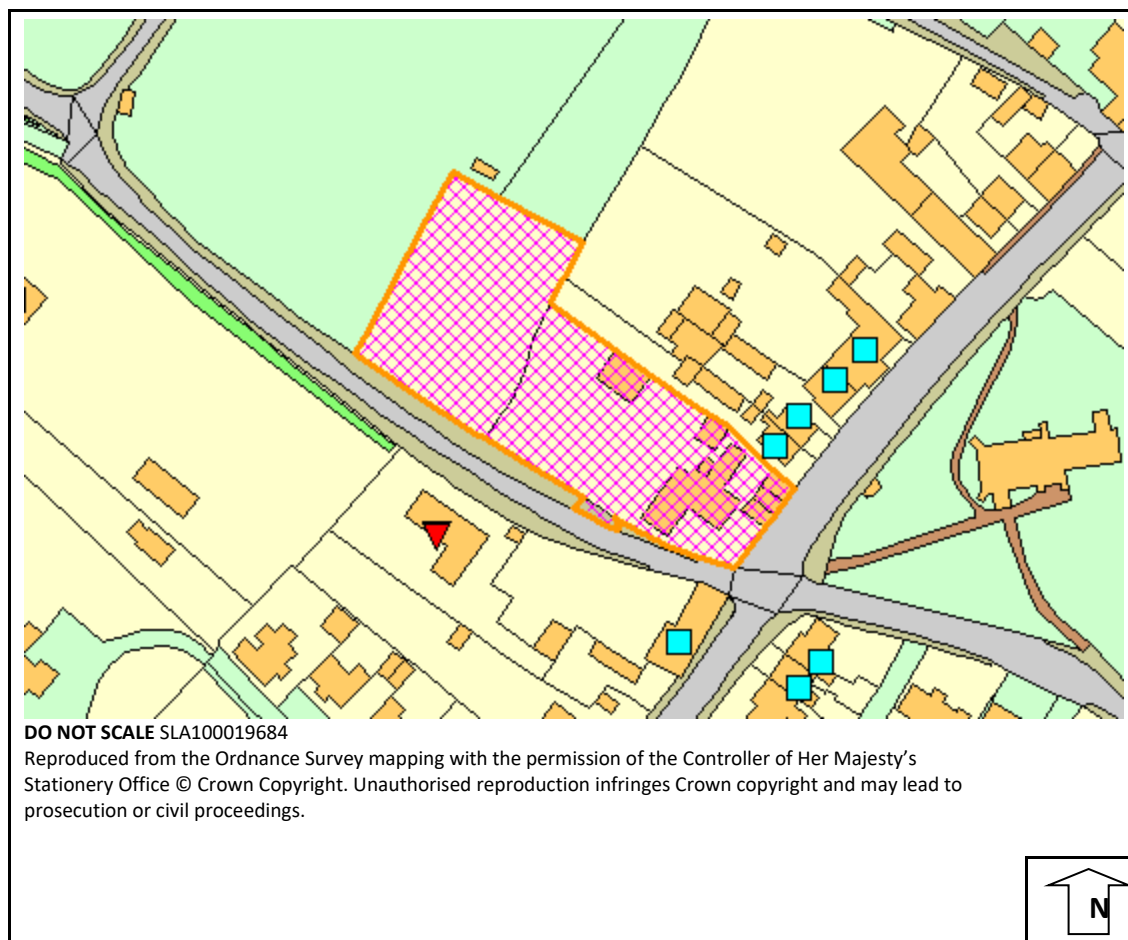 DO NOT SCALE SLA100019684
Reproduced from the Ordnance Survey mapping with the permission of the Controller of Her Majesty’s
Stationery Office © Crown Copyright. Unauthorised reproduction infringes Crown copyright and may lead to
prosecution or civil proceedings.
N